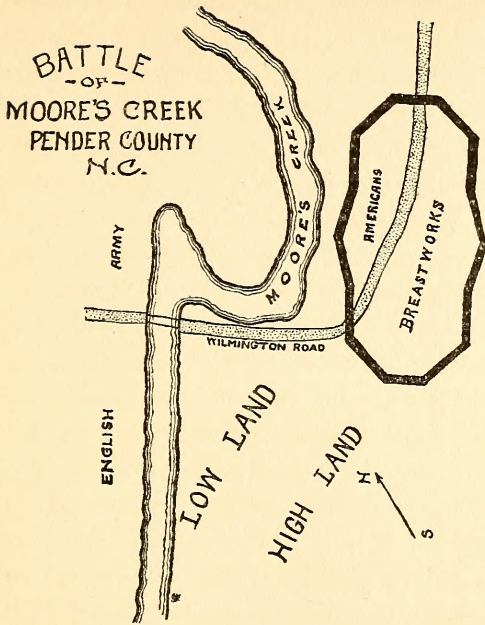 BATTLE
-OF-
MOORE'S CREEK
PENDER COUNTY
N.C.
MOORE'S CREEK
AMERICANS
BREASTWORKS
ARMY
ENGLISH
WILMINGTON ROAD
LOW LAND
HIGH LAND
N
S